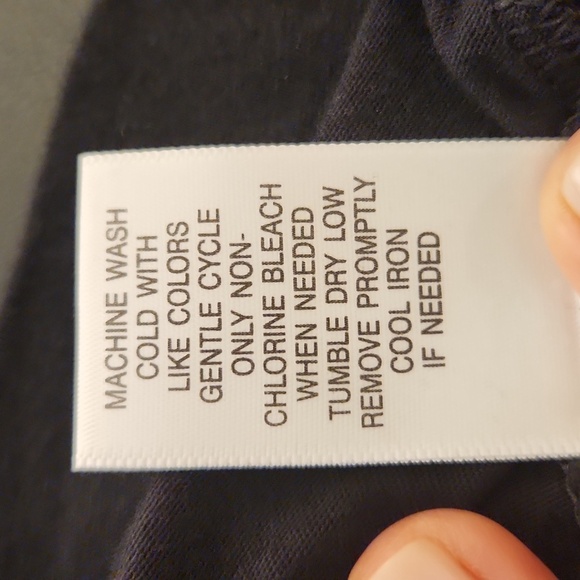 MACHINE WASH
COLD WITH
LIKE COLORS
GENTLE CYCLE
ONLY NON-
CHLORINE BLEACH
WHEN NEEDED
TUMBLE DRY LOW
REMOVE PROMPTLY
COOL IRON
IF NEEDED